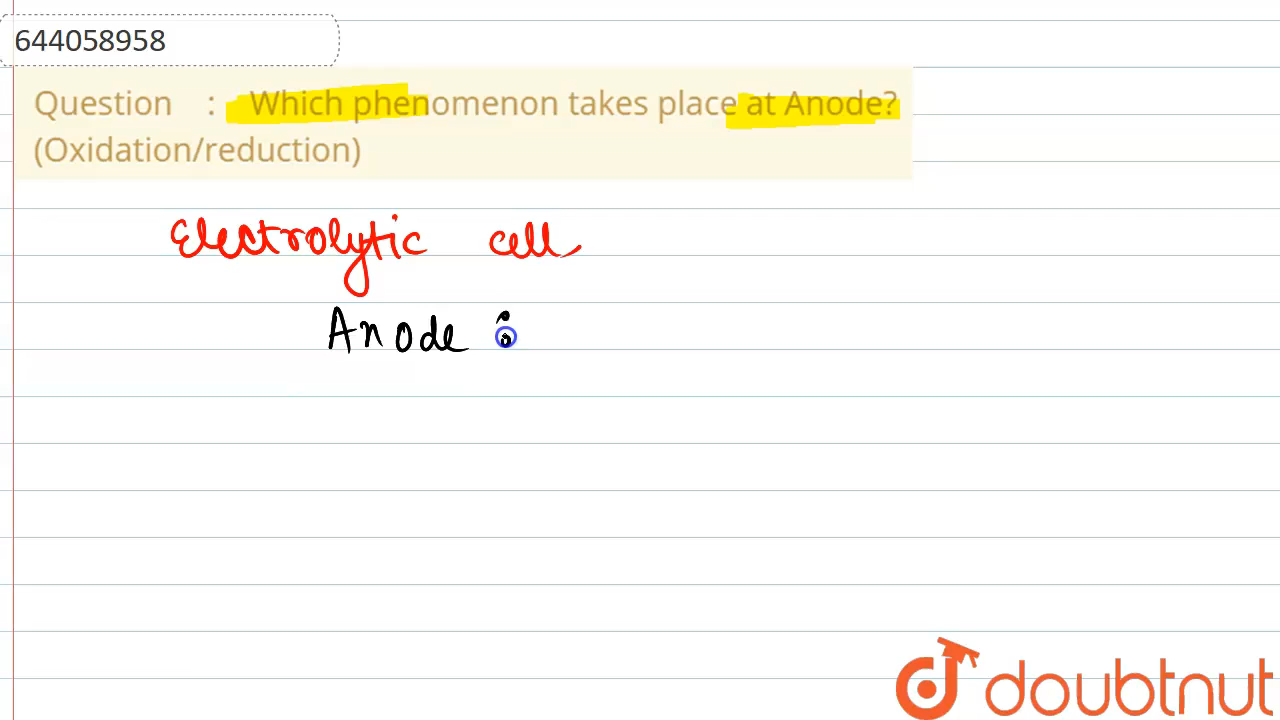 644058958
Question : Which phenomenon takes place at Anode?
(Oxidation/reduction)
Electrolytic cell
Anode :
doubtnut